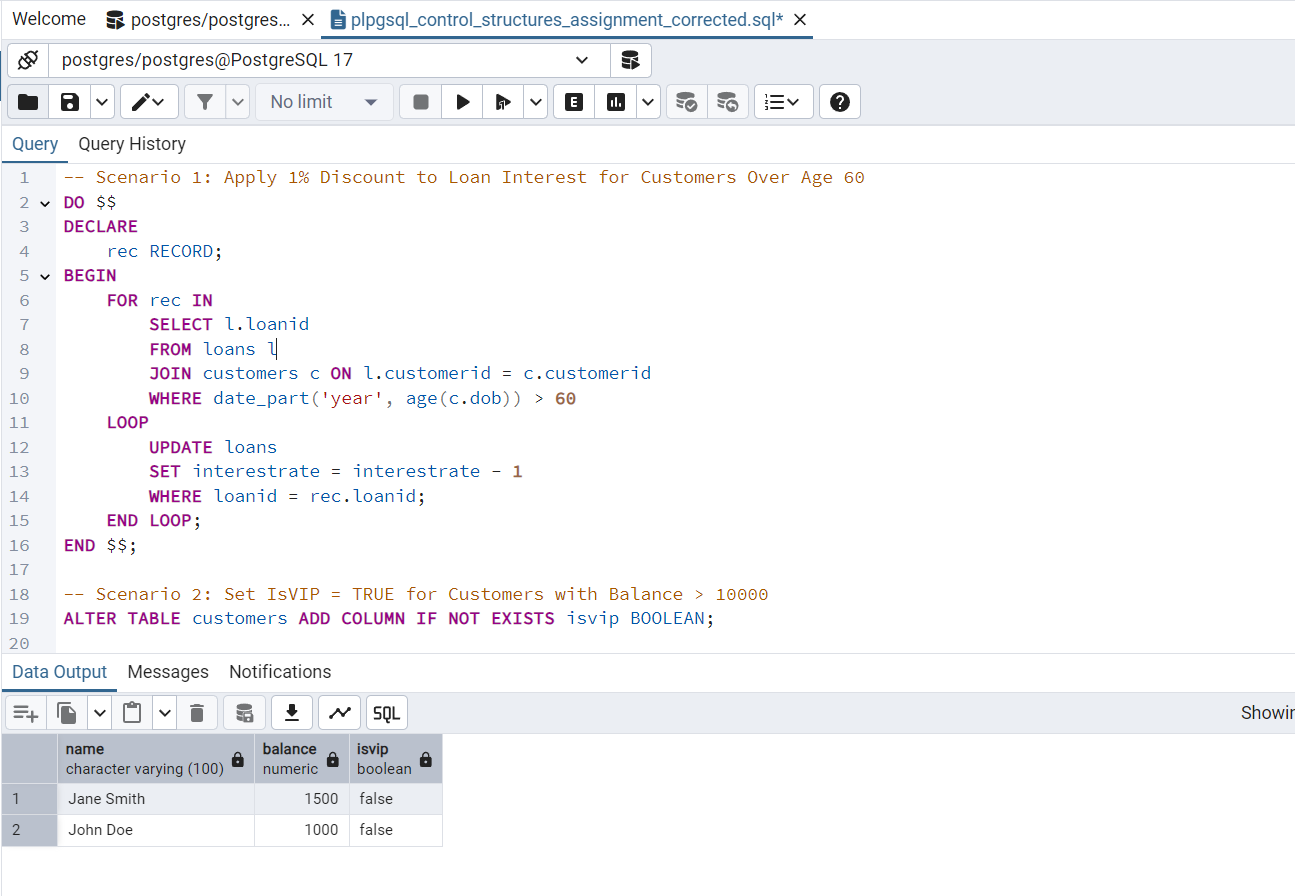 Welcome postgres/postgres... plpgsql_control_structures_assignment_corrected.sql*
postgres/postgres@PostgreSQL 17
No limit
E
SQL
Query Query History
1 -- Scenario 1: Apply 1% Discount to Loan Interest for Customers Over Age 60
2 DO $$
3 DECLARE
4 rec RECORD;
5 BEGIN
6 FOR rec IN
7 SELECT l.loanid
8 FROM loans l
9 JOIN customers c ON l.customerid = c.customerid
10 WHERE date_part('year', age(c.dob)) > 60
11 LOOP
12 UPDATE loans
13 SET interestrate = interestrate - 1
14 WHERE loanid = rec.loanid;
15 END LOOP;
16 END $$;
17
18 -- Scenario 2: Set IsVIP = TRUE for Customers with Balance > 10000
19 ALTER TABLE customers ADD COLUMN IF NOT EXISTS isvip BOOLEAN;
20
Data Output Messages Notifications
SQL Showin
name balance isvip
character varying (100) numeric boolean
1 Jane Smith 1500 false
2 John Doe 1000 false